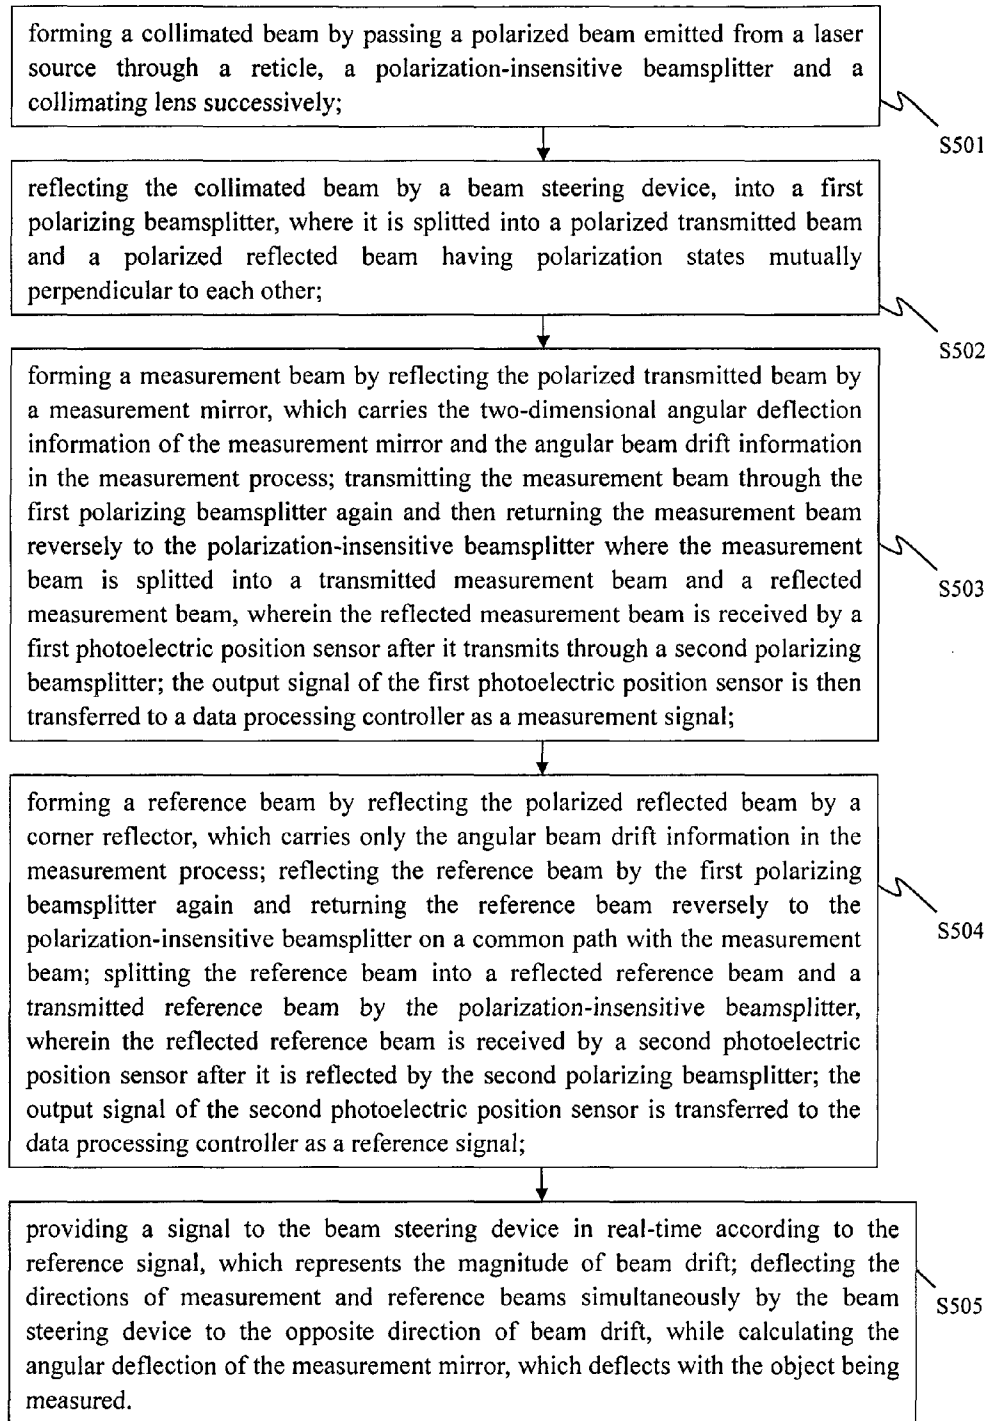 forming a collimated beam by passing a polarized beam emitted from a laser
source through a reticle, a polarization-insensitive beamsplitter and a
collimating lens successively;
S501
reflecting the collimated beam by a beam steering device, into a first
polarizing beamsplitter, where it is splitted into a polarized transmitted beam
and a polarized reflected beam having polarization states mutually
perpendicular to each other;
S502
forming a measurement beam by reflecting the polarized transmitted beam by
a measurement mirror, which carries the two-dimensional angular deflection
information of the measurement mirror and the angular beam drift information
in the measurement process; transmitting the measurement beam through the
first polarizing beamsplitter again and then returning the measurement beam
reversely to the polarization-insensitive beamsplitter where the measurement
beam is splitted into a transmitted measurement beam and a reflected
measurement beam, wherein the reflected measurement beam is received by a
first photoelectric position sensor after it transmits through a second polarizing
beamsplitter; the output signal of the first photoelectric position sensor is then
transferred to a data processing controller as a measurement signal;
S503
forming a reference beam by reflecting the polarized reflected beam by a
corner reflector, which carries only the angular beam drift information in the
measurement process; reflecting the reference beam by the first polarizing
beamsplitter again and returning the reference beam reversely to the
polarization-insensitive beamsplitter on a common path with the measurement
beam; splitting the reference beam into a reflected reference beam and a
transmitted reference beam by the polarization-insensitive beamsplitter,
wherein the reflected reference beam is received by a second photoelectric
position sensor after it is reflected by the second polarizing beamsplitter; the
output signal of the second photoelectric position sensor is transferred to the
data processing controller as a reference signal;
S504
providing a signal to the beam steering device in real-time according to the
reference signal, which represents the magnitude of beam drift; deflecting the
directions of measurement and reference beams simultaneously by the beam
steering device to the opposite direction of beam drift, while calculating the
angular deflection of the measurement mirror, which deflects with the object being
measured.
S505